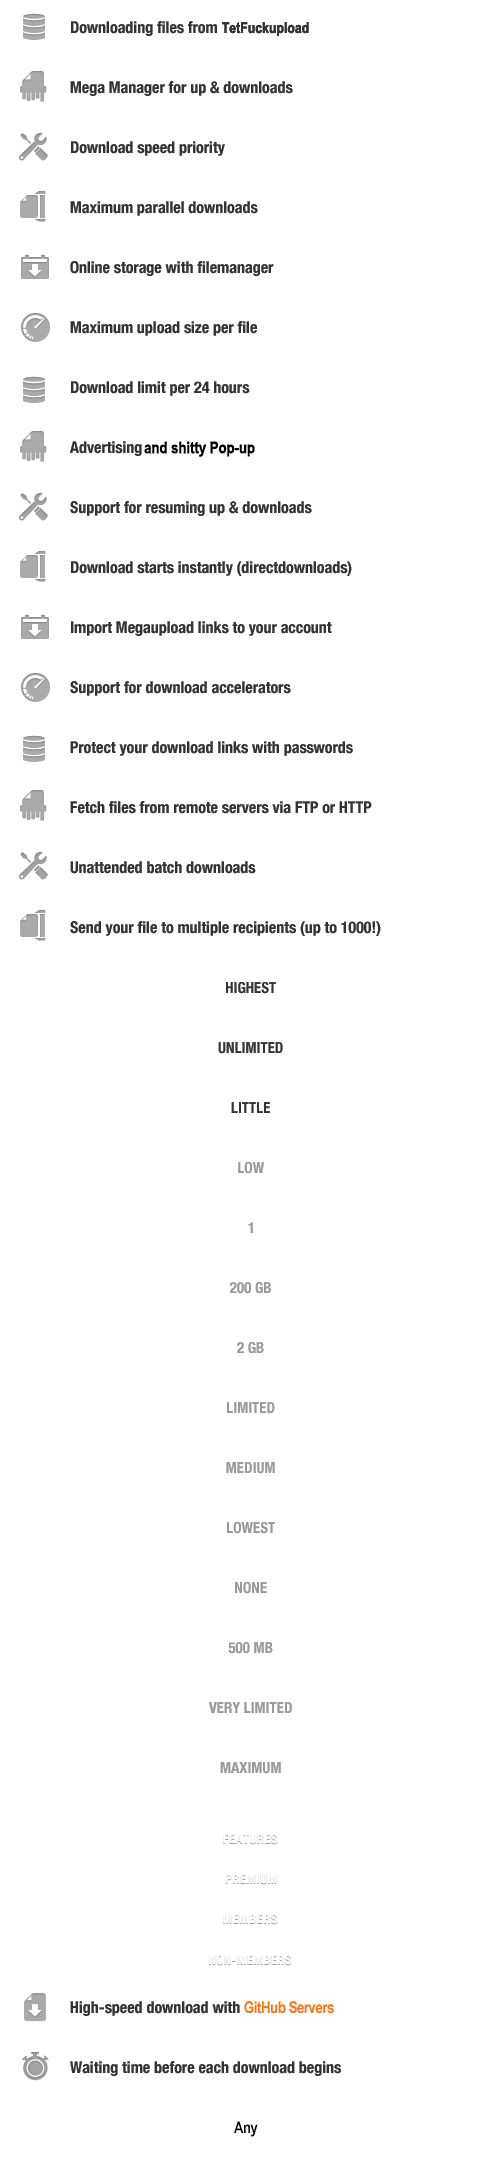 Downloading files from TetFuckupload
Mega Manager for up & downloads
Download speed priority
Maximum parallel downloads
Online storage with filemanager
Maximum upload size per file
Download limit per 24 hours
Advertising and shitty Pop-up
Support for resuming up & downloads
Download starts instantly (directdownloads)
Import Megaupload links to your account
Support for download accelerators
Protect your download links with passwords
Fetch files from remote servers via FTP or HTTP
Unattended batch downloads
Send your file to multiple recipients (up to 1000!)
HIGHEST
UNLIMITED
LITTLE
LOW
1
200 GB
2 GB
LIMITED
MEDIUM
LOWEST
NONE
500 MB
VERY LIMITED
MAXIMUM
FEATURES
PREMIUM
MEMBERS
NON-MEMBERS
High-speed download with GitHub Servers
Waiting time before each download begins
Any